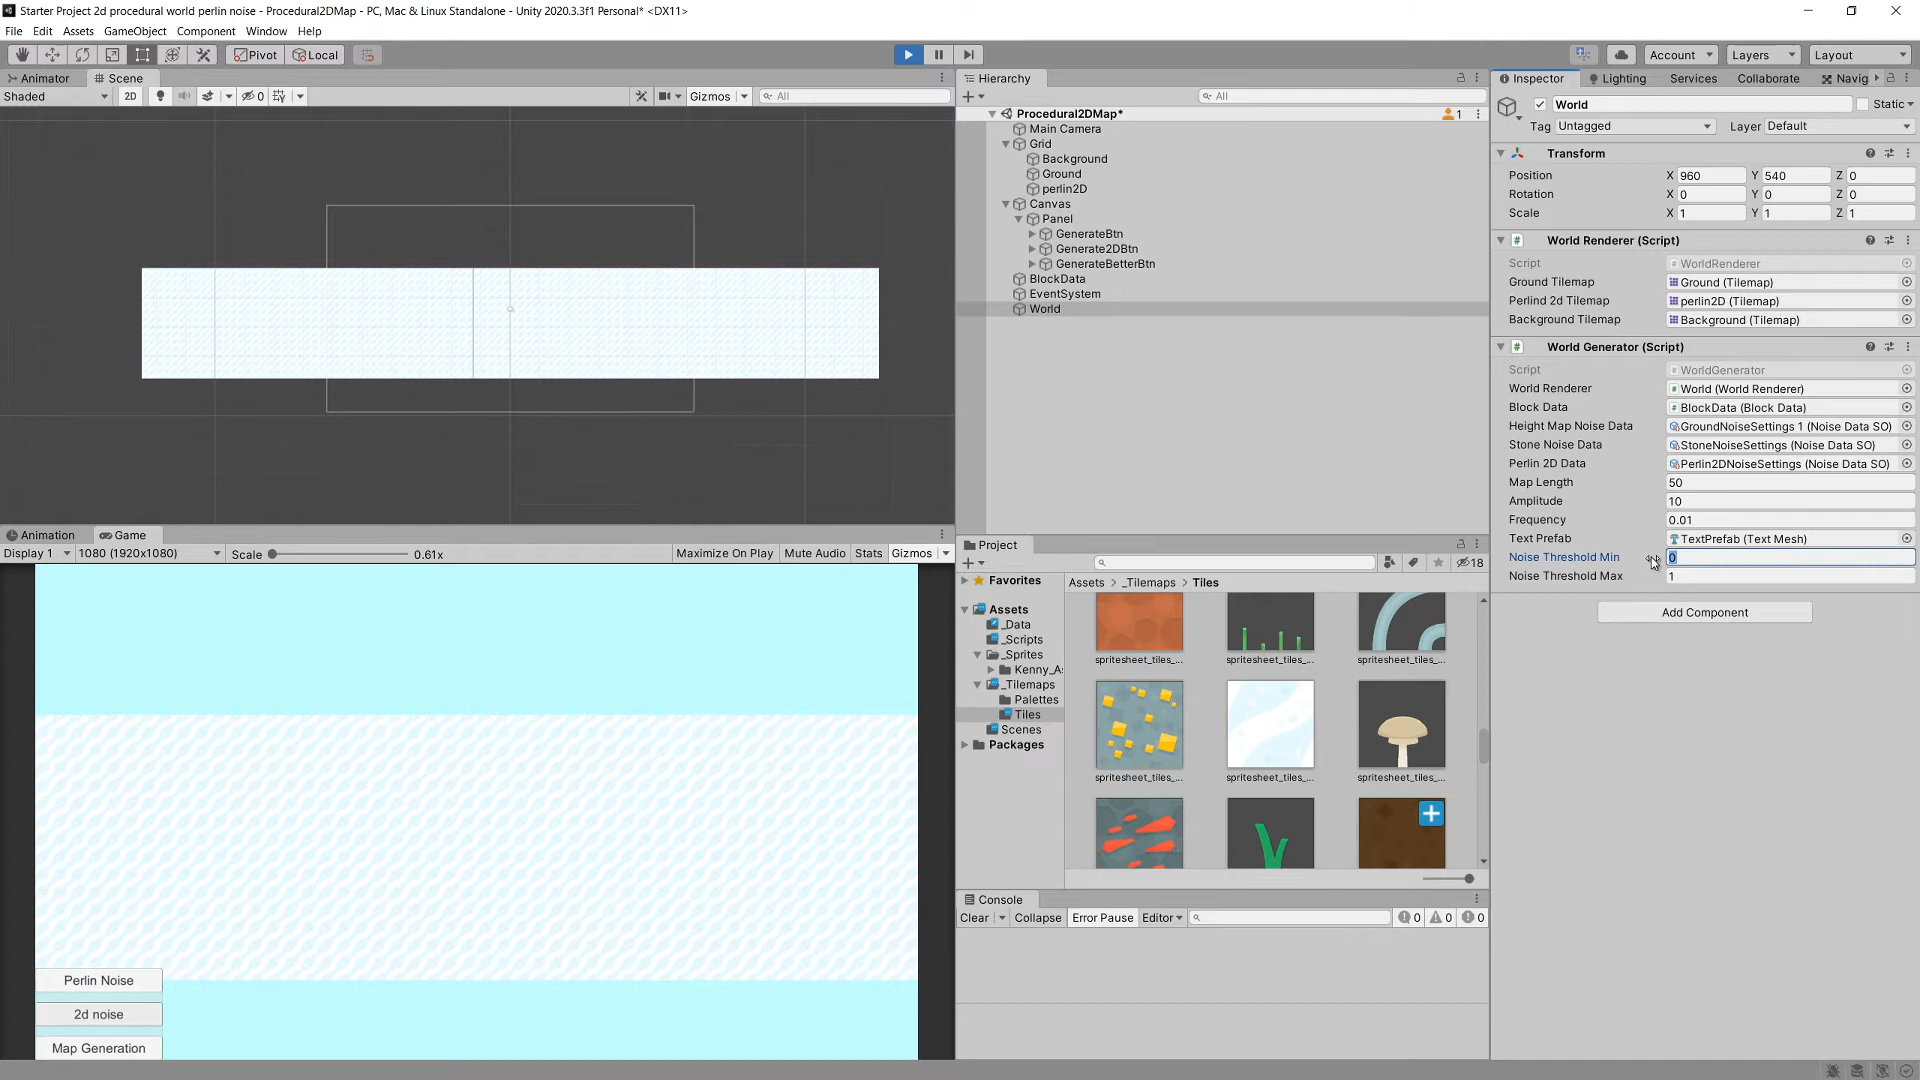 Starter Project 2d procedural world perlin noise - Procedural2DMap - PC, Mac & Linux Standalone - Unity 2020.3.3f1 Personal* <DX11>
File Edit Assets GameObject Component Window Help
Pivot Local Account Layers Layout
Animator Scene
Shaded 2D 0 Gizmos All
Hierarchy
All
Procedural2DMap* 1
Main Camera
Grid
Background
Ground
perlin2D
Canvas
Panel
GenerateBtn
Generate2DBtn
GenerateBetterBtn
BlockData
EventSystem
World
Inspector Lighting Services Collaborate Navig
World Static
Tag Untagged Layer Default
Transform
Position X 960 Y 540 Z 0
Rotation X 0 Y 0 Z 0
Scale X 1 Y 1 Z 1
World Renderer (Script)
Script WorldRenderer
Ground Tilemap Ground (Tilemap)
Perlind 2d Tilemap perlin2D (Tilemap)
Background Tilemap Background (Tilemap)
World Generator (Script)
Script WorldGenerator
World Renderer World (World Renderer)
Block Data BlockData (Block Data)
Height Map Noise Data GroundNoiseSettings 1 (Noise Data SO)
Stone Noise Data StoneNoiseSettings (Noise Data SO)
Perlin 2D Data Perlin2DNoiseSettings (Noise Data SO)
Map Length 50
Amplitude 10
Frequency 0.01
Text Prefab TextPrefab (Text Mesh)
Noise Threshold Min 0
Noise Threshold Max 1
Add Component
Animation Game
Display 1 1080 (1920x1080) Scale 0.61x Maximize On Play Mute Audio Stats Gizmos
Perlin Noise
2d noise
Map Generation
Project
18
Favorites
Assets
_Data
_Scripts
_Sprites
Kenny_A
_Tilemaps
Palettes
Tiles
Scenes
Packages
Assets _Tilemaps Tiles
spritesheet_tiles_... spritesheet_tiles_... spritesheet_tiles_...
spritesheet_tiles_... spritesheet_tiles_... spritesheet_tiles_...
Console
Clear Collapse Error Pause Editor 0 0 0